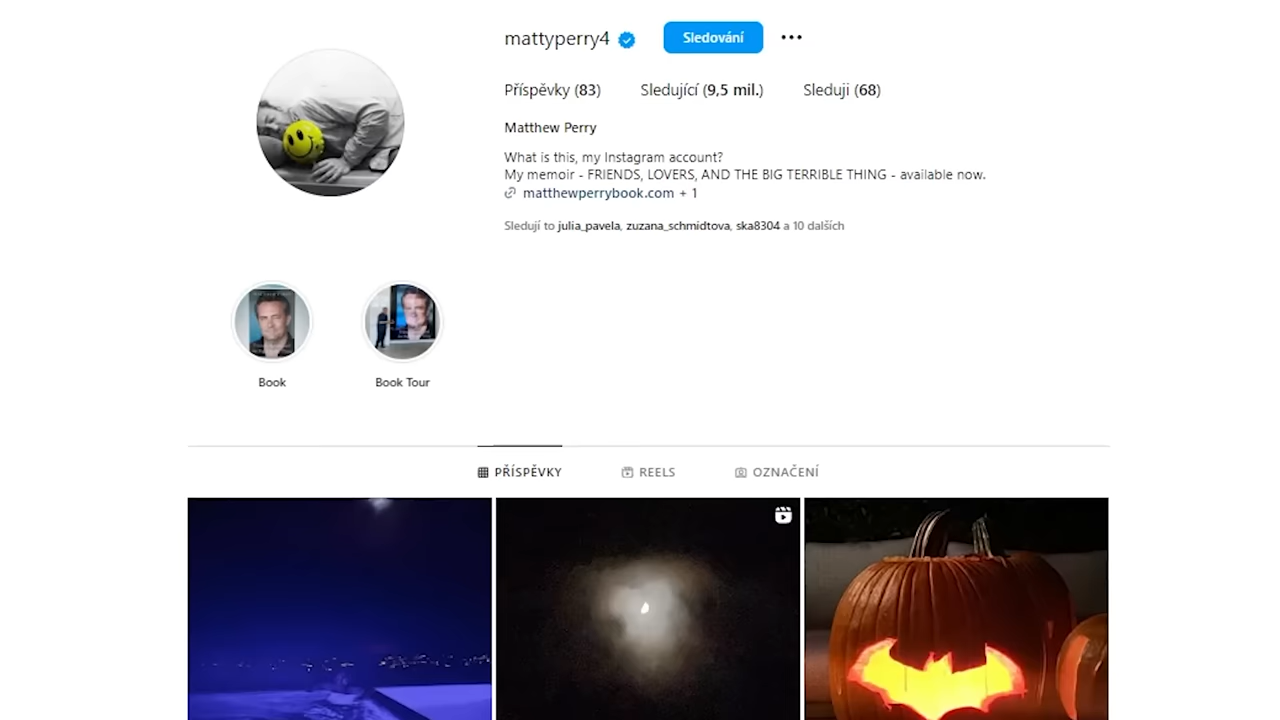 mattyperry4
Sledování
Příspěvky (83) Sledující (9,5 mil.) Sleduji (68)
Matthew Perry
What is this, my Instagram account?
My memoir - FRIENDS, LOVERS, AND THE BIG TERRIBLE THING - available now.
matthewperrybook.com + 1
Sledují to julia_pavela, zuzana_schmidtova, ska8304 a 10 dalších
Book
Book Tour
PŘÍSPĚVKY
REELS
OZNAČENÍ